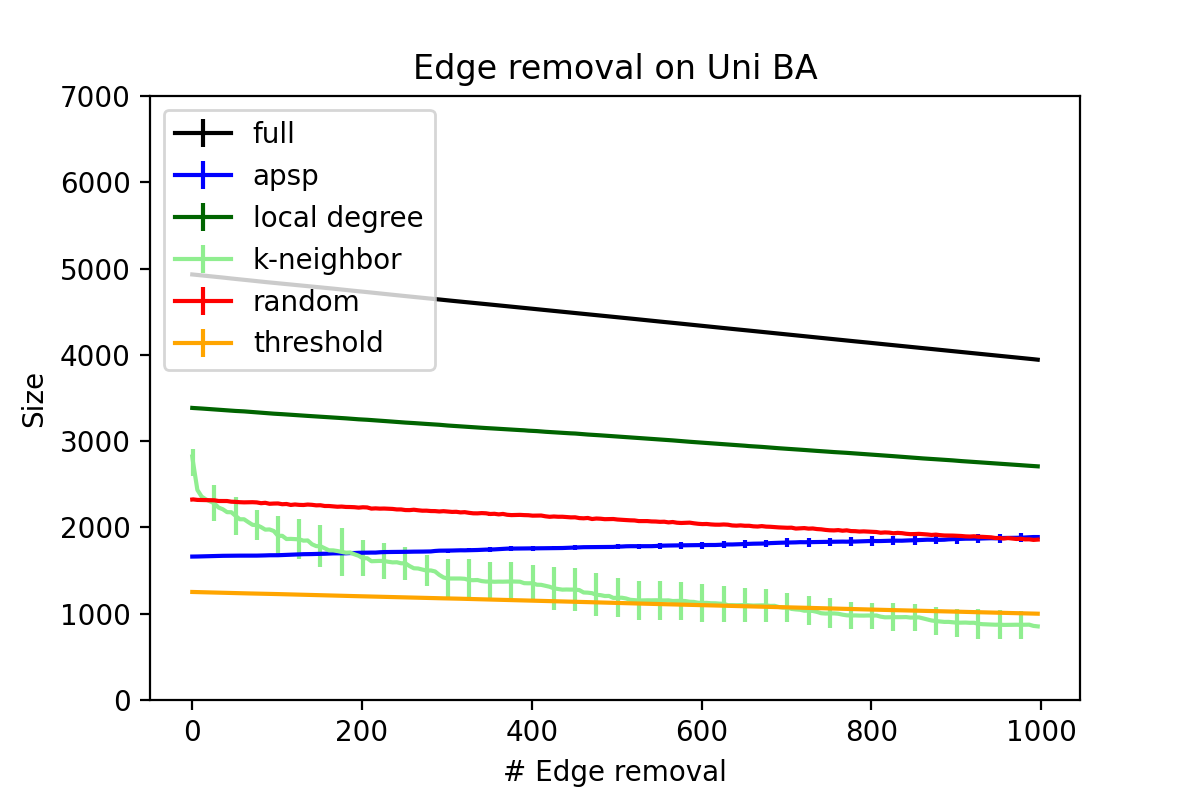 Edge removal on Uni BA
7000
6000
5000
4000
3000
2000
1000
0
Size
full
apsp
local degree
k-neighbor
random
threshold
0 200 400 600 800 1000
# Edge removal